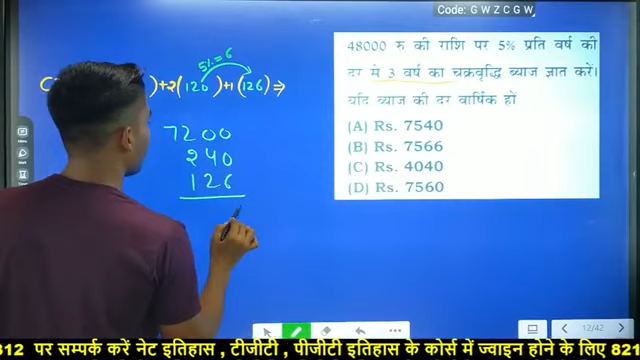 Code: G W Z C G W
48000 रु की राशि पर 5% प्रति वर्ष की
दर से 3 वर्ष का चक्रवृद्धि ब्याज ज्ञात करें।
यदि ब्याज की दर वार्षिक हों
(A) Rs. 7540
(B) Rs. 7566
(C) Rs. 4040
(D) Rs. 7560
5% = 6
) +2(120) +1(126) ⇒
7200
240
126
12/42
312 पर सम्पर्क करें नेट इतिहास , टीजीटी , पीजीटी इतिहास के कोर्स में ज्वाइन होने के लिए 821